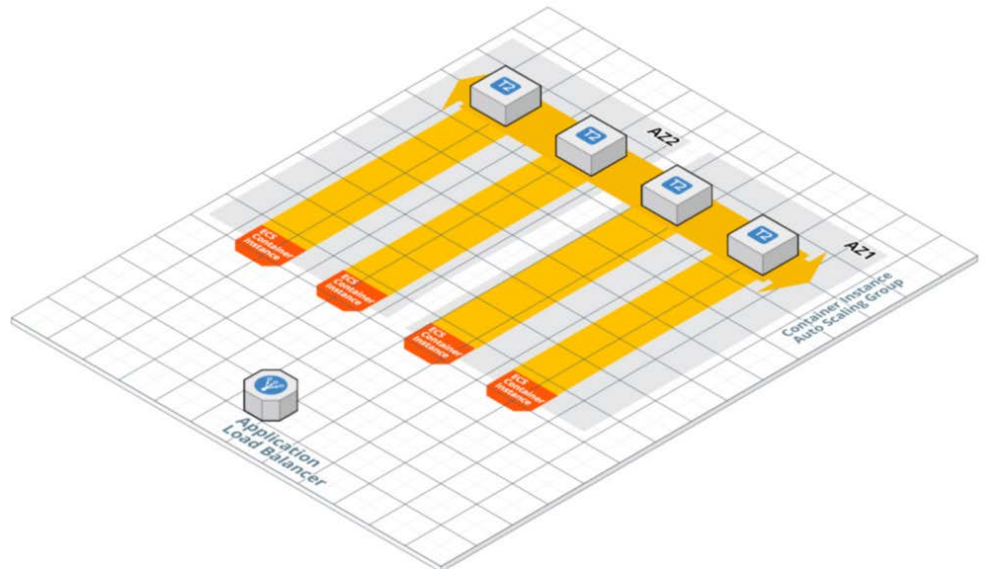 T2
T2
AZ2
T2
T2
AZ1
ECS
Container
Instance
ECS
Container
Instance
ECS
Container
Instance
ECS
Container
Instance
Container Instance
Auto Scaling Group
Application
Load Balancer